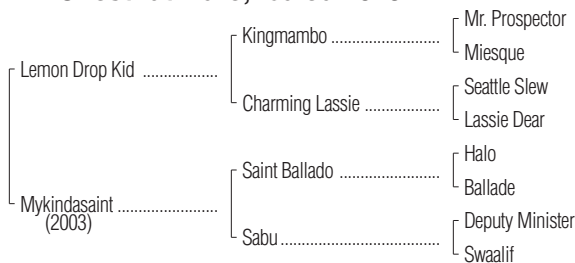 Kingmambo ....................
Mr. Prospector
Miesque
Lemon Drop Kid ..................
Charming Lassie ..................
Seattle Slew
Lassie Dear
Saint Ballado ....................
Halo
Ballade
Mykindasaint ........................
(2003)
Sabu......................................
Deputy Minister
Swaalif